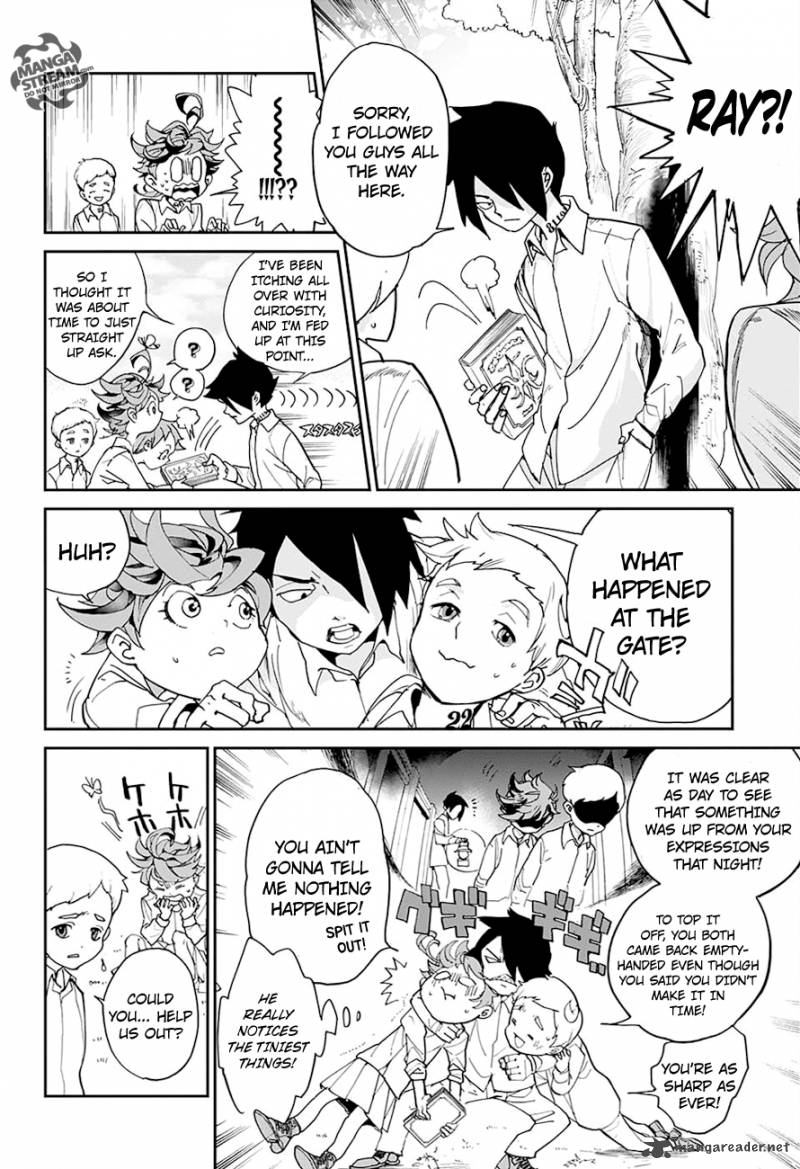 RAY?!
SORRY,
I FOLLOWED
YOU GUYS ALL
THE WAY
HERE.
81194
!!!??
MANGA
STREAM.COM
DO NOT MIRROR
I'VE BEEN
ITCHING ALL
OVER WITH
CURIOSITY,
AND I'M FED
UP AT THIS
POINT...
SO I
THOUGHT IT
WAS ABOUT
TIME TO JUST
STRAIGHT
UP ASK.
?
?
WHAT
HAPPENED
AT THE
GATE?
HUH?
22
IT WAS CLEAR
AS DAY TO SEE
THAT SOMETHING
WAS UP FROM YOUR
EXPRESSIONS
THAT NIGHT!
TO TOP IT
OFF, YOU BOTH
CAME BACK EMPTY-
HANDED EVEN THOUGH
YOU SAID YOU DIDN'T
MAKE IT IN
TIME!
YOU'RE AS
SHARP AS
EVER!
YOU AIN'T
GONNA TELL
ME NOTHING
HAPPENED!
SPIT IT
OUT!
グギギギ
HE
REALLY
NOTICES
THE TINIEST
THINGS!
ケホ
ケホ
COULD
YOU... HELP
US OUT?
mangareader.net